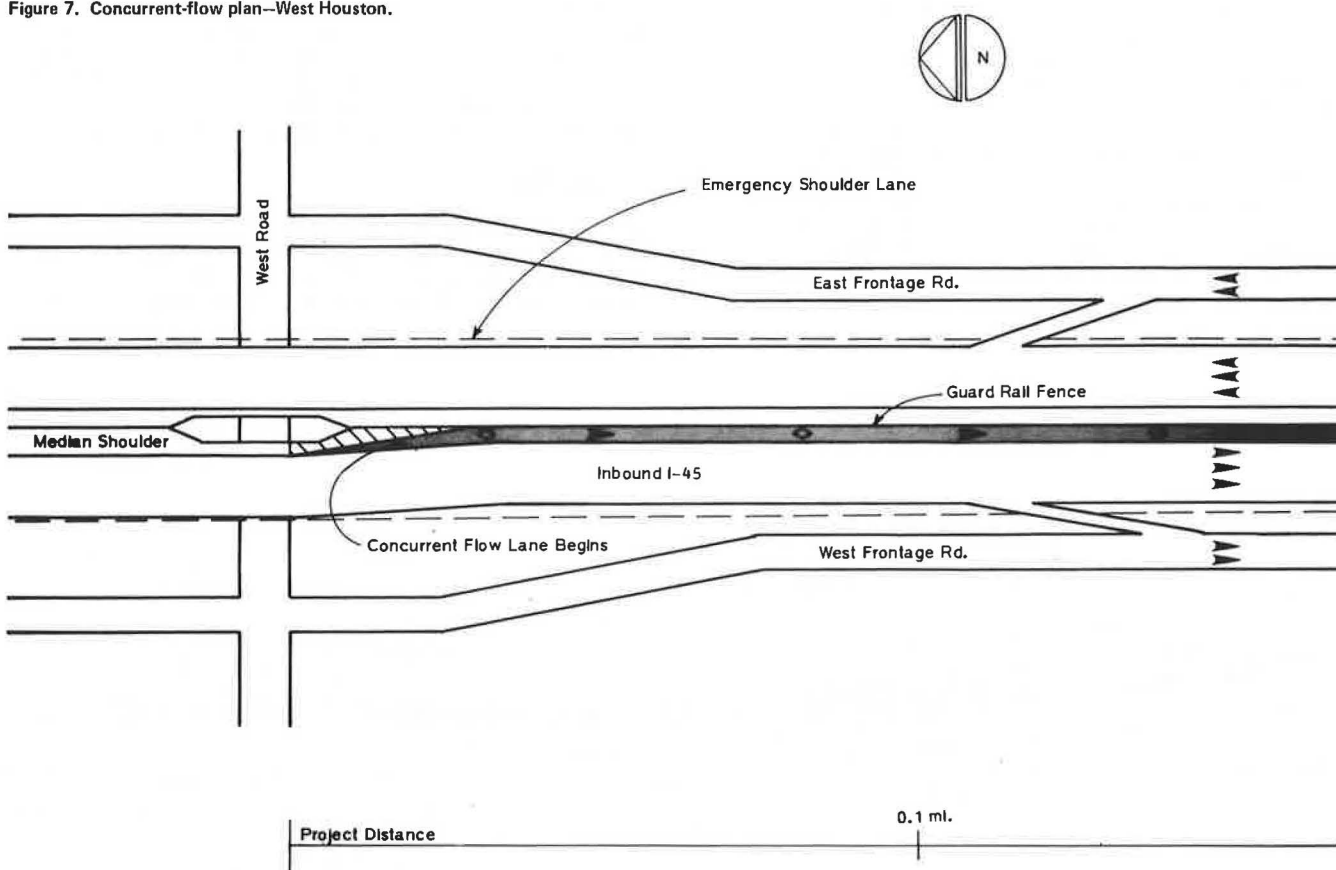 Figure 7. Concurrent-flow plan—West Houston.
N
Emergency Shoulder Lane
West Road
East Frontage Rd.
Guard Rail Fence
Median Shoulder
Inbound I-45
Concurrent Flow Lane Begins
West Frontage Rd.
0.1 mi.
Project Distance